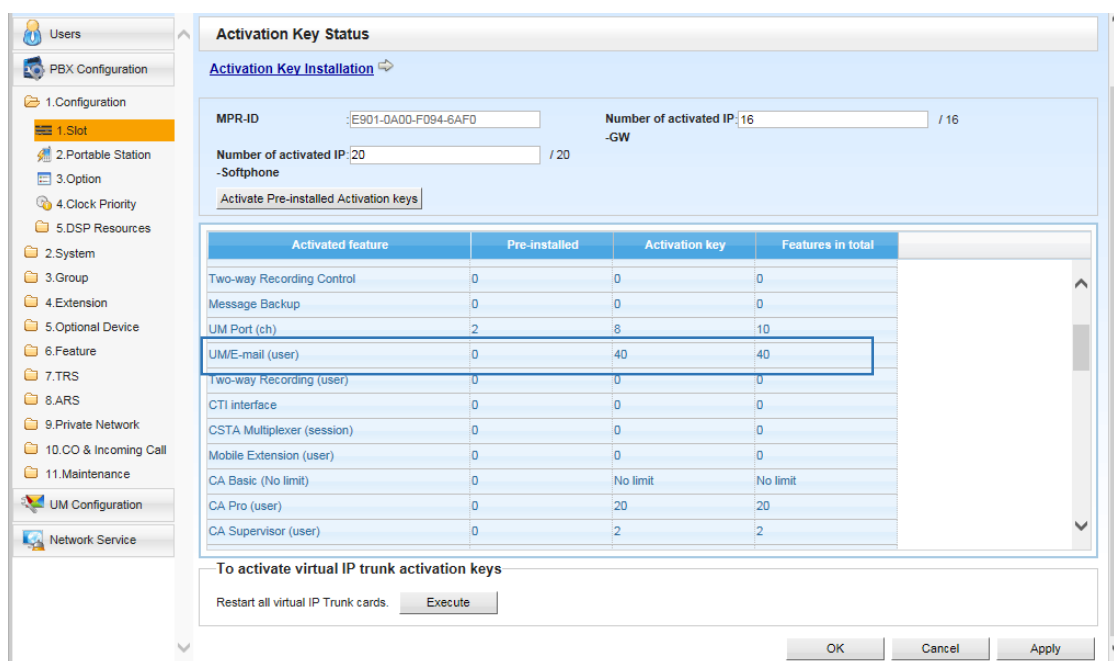 Users
PBX Configuration
1.Configuration
1.Slot
2.Portable Station
3.Option
4.Clock Priority
5.DSP Resources
2.System
3.Group
4.Extension
5.Optional Device
6.Feature
7.TRS
8.ARS
9.Private Network
10.CO & Incoming Call
11.Maintenance
UM Configuration
Network Service
Activation Key Status
Activation Key Installation
MPR-ID :E901-0A00-F094-6AF0 Number of activated IP:16 / 16
-GW
Number of activated IP:20 / 20
-Softphone
Activate Pre-installed Activation keys
Activated feature Pre-installed Activation key Features in total
Two-way Recording Control 0 0 0
Message Backup 0 0 0
UM Port (ch) 2 8 10
UM/E-mail (user) 0 40 40
Two-way Recording (user) 0 0 0
CTI interface 0 0 0
CSTA Multiplexer (session) 0 0 0
Mobile Extension (user) 0 0 0
CA Basic (No limit) 0 No limit No limit
CA Pro (user) 0 20 20
CA Supervisor (user) 0 2 2
To activate virtual IP trunk activation keys
Restart all virtual IP Trunk cards. Execute
OK Cancel Apply